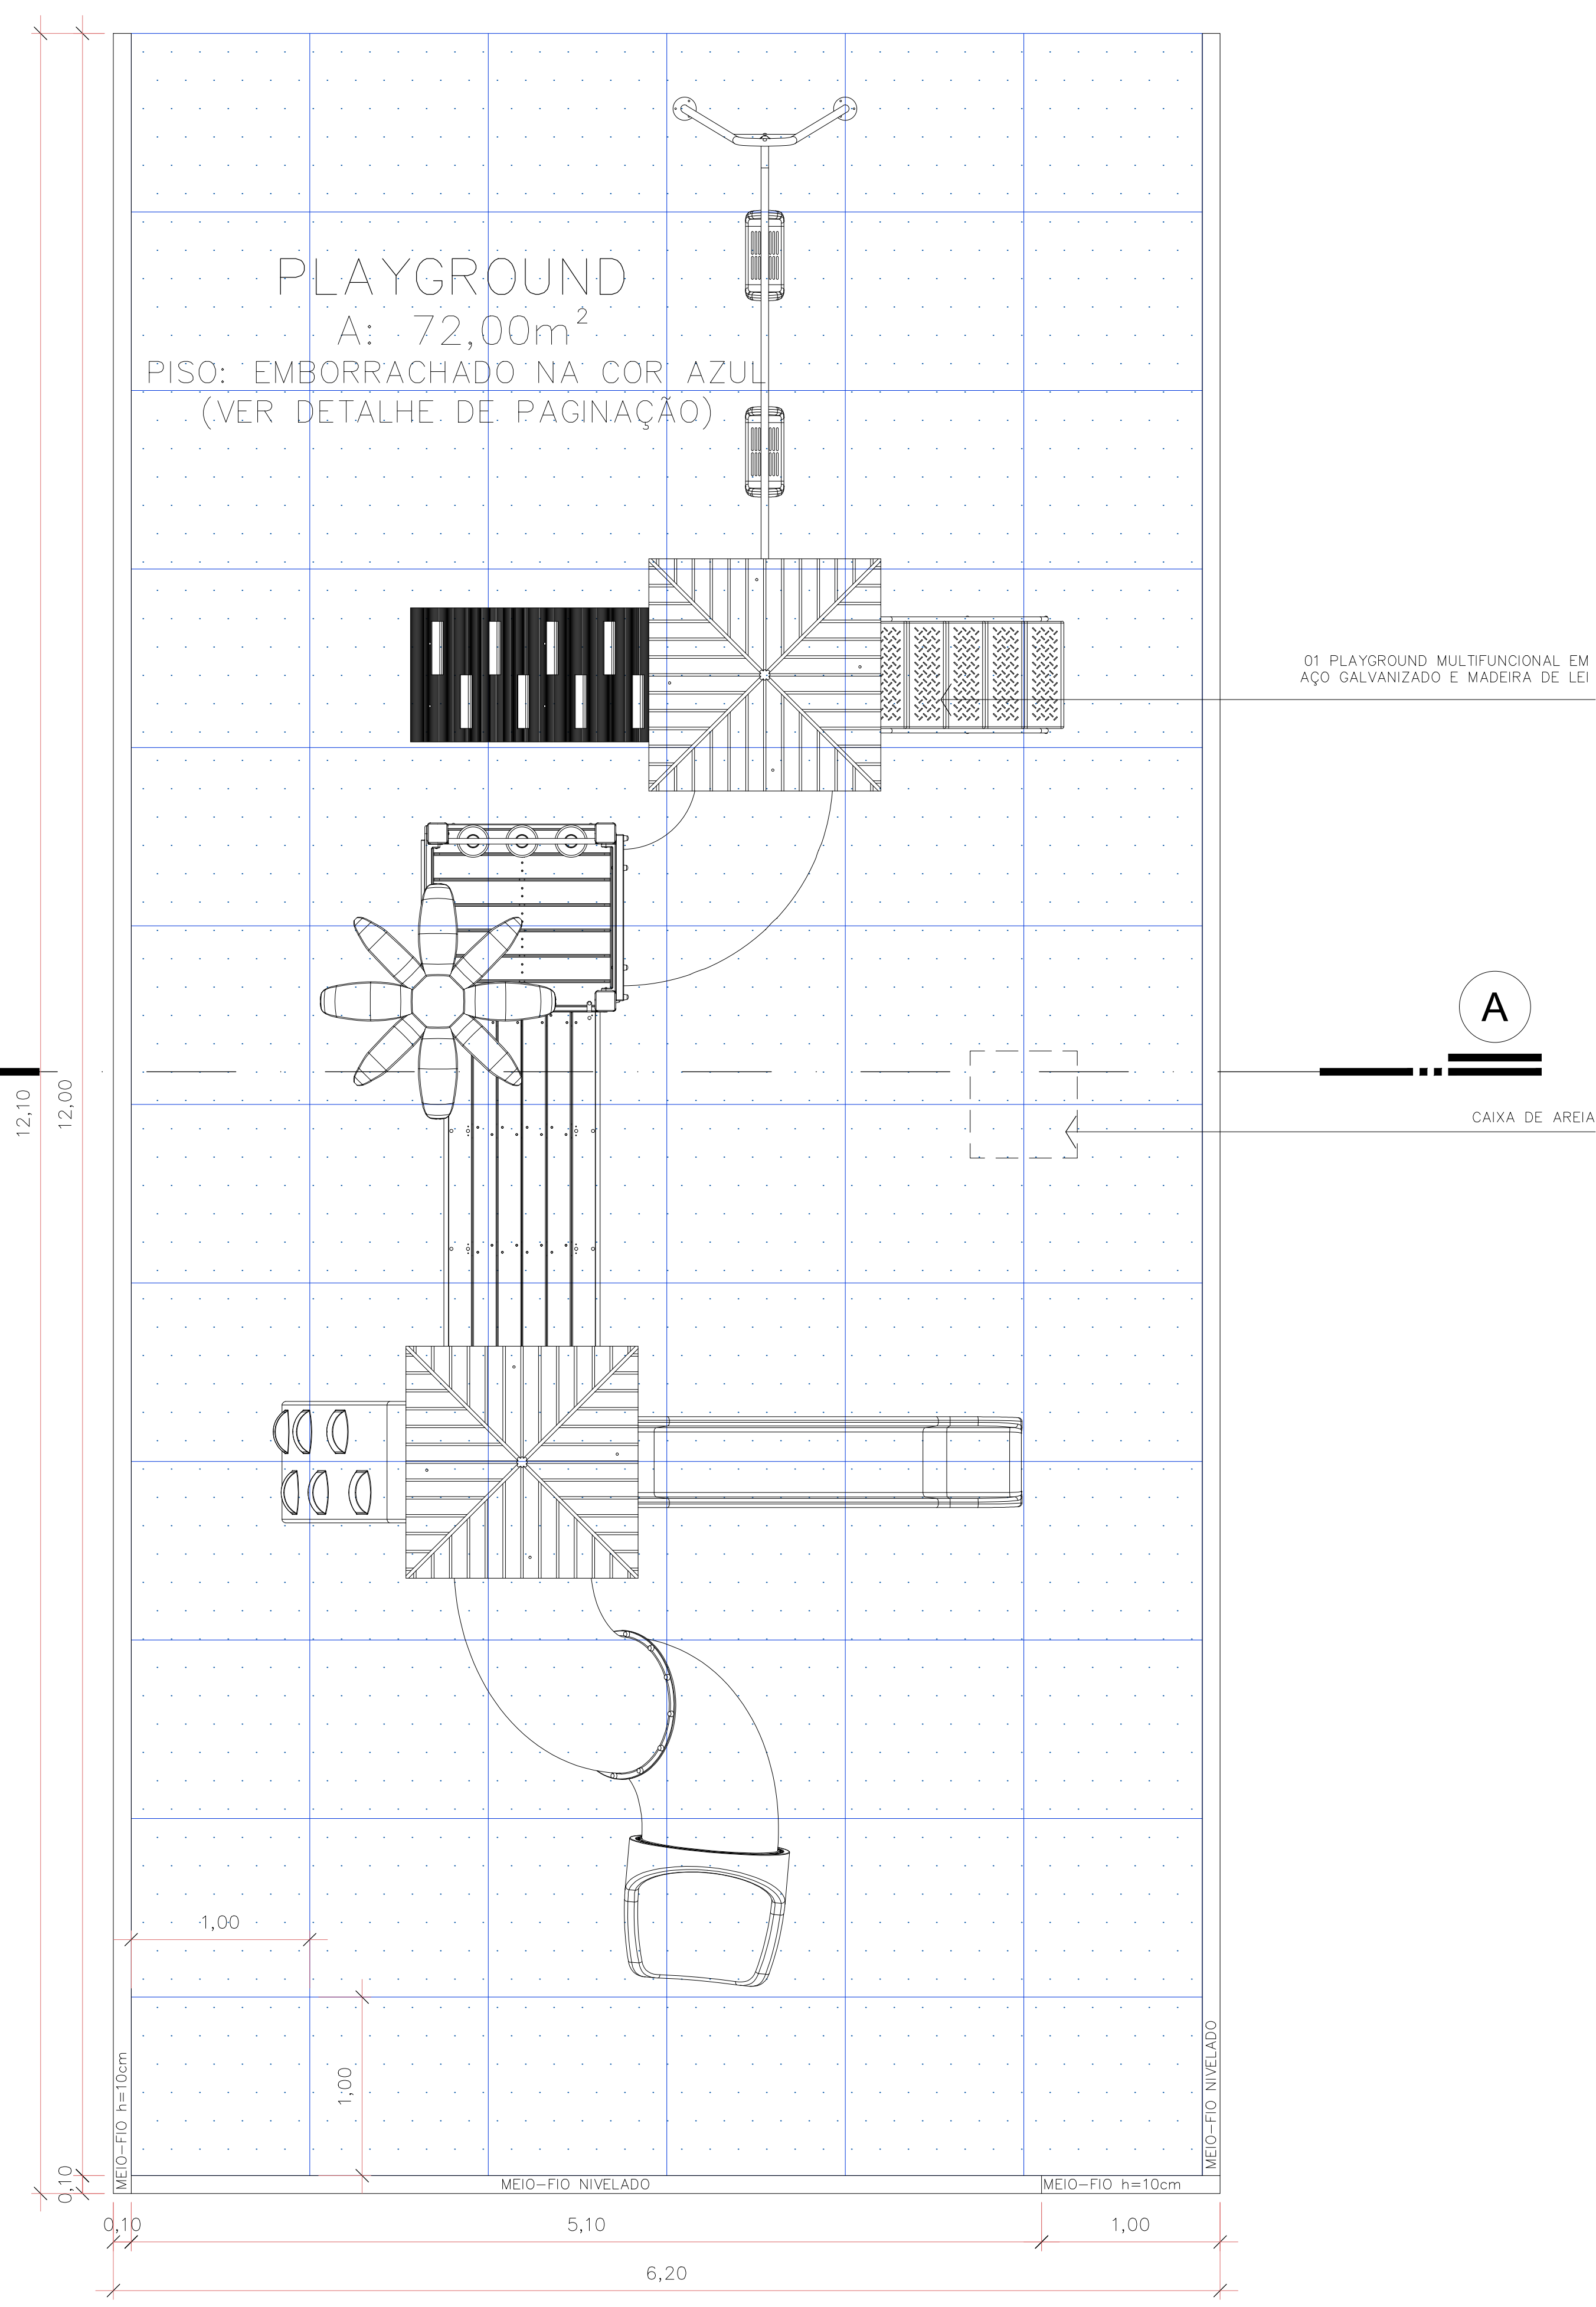 PLAYGROUND
A: 72,00m²
PISO: EMBORRACHADO NA COR AZUL
(VER DETALHE DE PAGINAÇÃO)
01 PLAYGROUND MULTIFUNCIONAL EM
AÇO GALVANIZADO E MADEIRA DE LEI
A
CAIXA DE AREIA
12,10
12,00
1,00
1,00
MEIO-FIO h=10cm
MEIO-FIO NIVELADO
0,10
MEIO-FIO NIVELADO
MEIO-FIO h=10cm
0,10
5,10
1,00
6,20